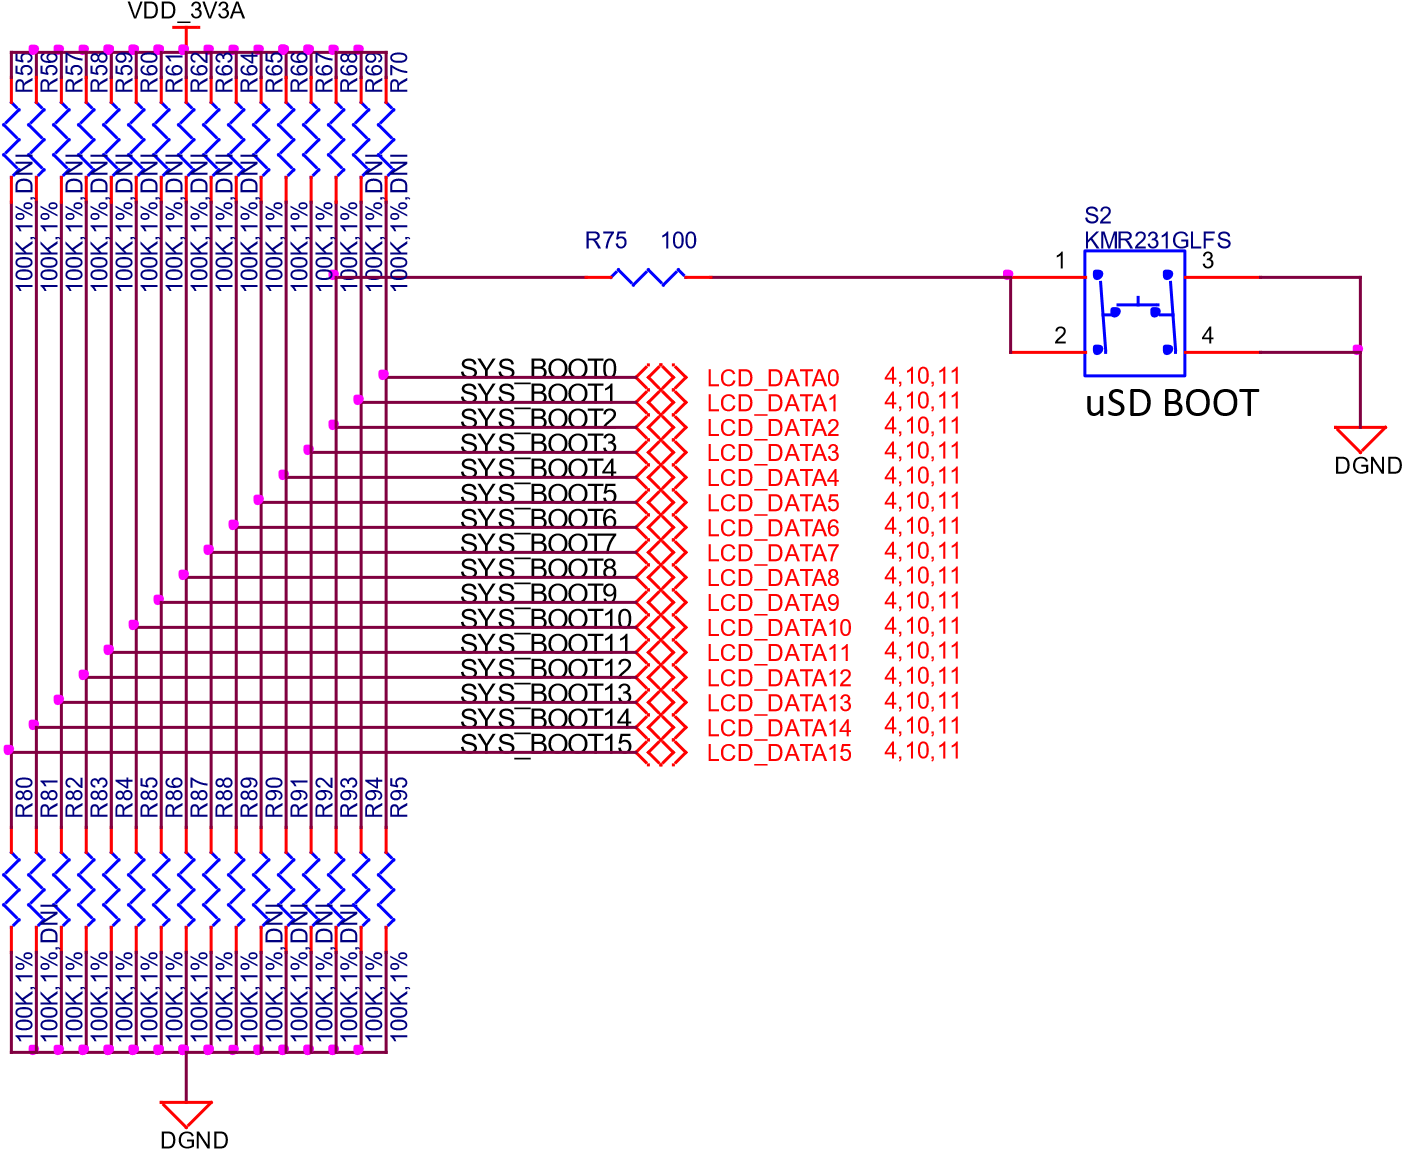 VDD_3V3A
R55
R56
R57
R58
R59
R60
R61
R62
R63
R64
R65
R66
R67
R68
R69
R70
100K,1%,DNI
100K,1%
100K,1%,DNI
100K,1%,DNI
100K,1%,DNI
100K,1%,DNI
100K,1%,DNI
100K,1%,DNI
100K,1%,DNI
100K,1%,DNI
100K,1%
100K,1%
100K,1%
100K,1%
100K,1%,DNI
100K,1%,DNI
R75 100
S2
KMR231GLFS
1 3
2 4
uSD BOOT
DGND
SYS_BOOT0 LCD_DATA0 4,10,11
SYS_BOOT1 LCD_DATA1 4,10,11
SYS_BOOT2 LCD_DATA2 4,10,11
SYS_BOOT3 LCD_DATA3 4,10,11
SYS_BOOT4 LCD_DATA4 4,10,11
SYS_BOOT5 LCD_DATA5 4,10,11
SYS_BOOT6 LCD_DATA6 4,10,11
SYS_BOOT7 LCD_DATA7 4,10,11
SYS_BOOT8 LCD_DATA8 4,10,11
SYS_BOOT9 LCD_DATA9 4,10,11
SYS_BOOT10 LCD_DATA10 4,10,11
SYS_BOOT11 LCD_DATA11 4,10,11
SYS_BOOT12 LCD_DATA12 4,10,11
SYS_BOOT13 LCD_DATA13 4,10,11
SYS_BOOT14 LCD_DATA14 4,10,11
SYS_BOOT15 LCD_DATA15 4,10,11
R80
R81
R82
R83
R84
R85
R86
R87
R88
R89
R90
R91
R92
R93
R94
R95
100K,1%
100K,1%,DNI
100K,1%
100K,1%
100K,1%
100K,1%
100K,1%
100K,1%
100K,1%
100K,1%
100K,1%,DNI
100K,1%,DNI
100K,1%,DNI
100K,1%,DNI
100K,1%
100K,1%
DGND